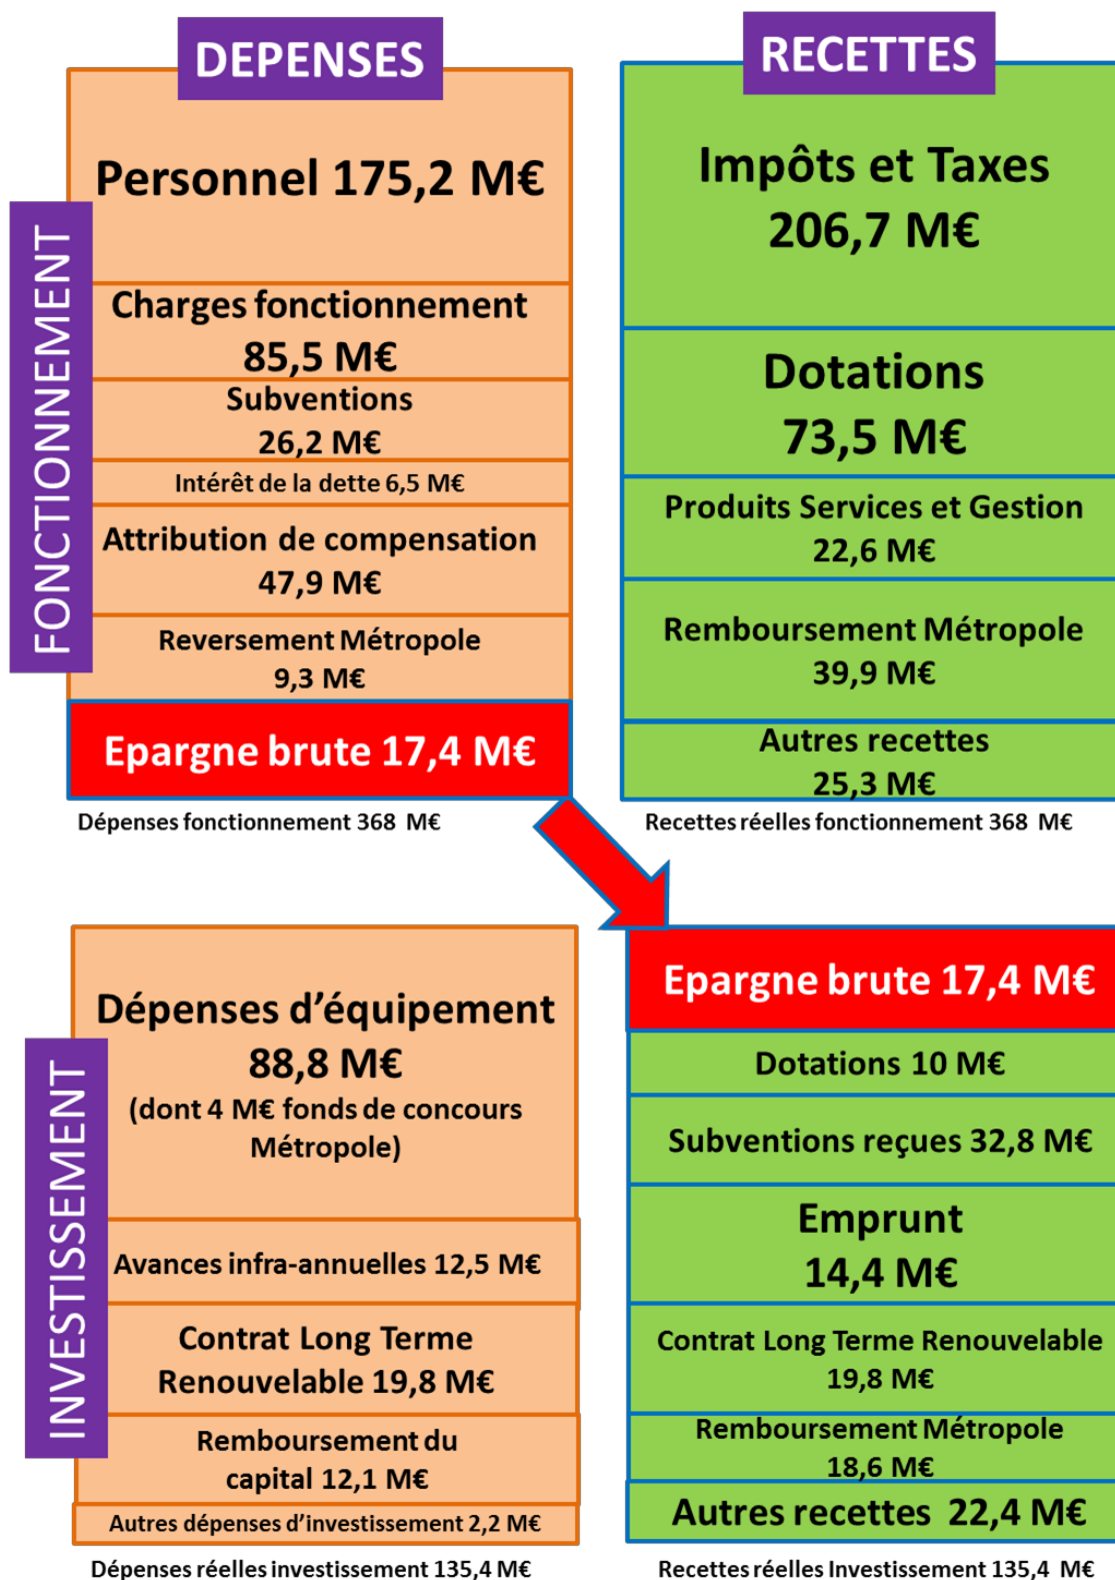 DEPENSES
Personnel 175,2 M€
Charges fonctionnement
85,5 M€
Subventions
26,2 M€
Intérêt de la dette 6,5 M€
Attribution de compensation
47,9 M€
Reversement Métropole
9,3 M€
Epargne brute 17,4 M€
Dépenses fonctionnement 368 M€
RECETTES
Impôts et Taxes
206,7 M€
Dotations
73,5 M€
Produits Services et Gestion
22,6 M€
Remboursement Métropole
39,9 M€
Autres recettes
25,3 M€
Recettes réelles fonctionnement 368 M€
FONCTIONNEMENT
Dépenses d’équipement
88,8 M€
(dont 4 M€ fonds de concours
Métropole)
Avances infra-annuelles 12,5 M€
Contrat Long Terme
Renouvelable 19,8 M€
Remboursement du
capital 12,1 M€
Autres dépenses d’investissement 2,2 M€
Dépenses réelles investissement 135,4 M€
Epargne brute 17,4 M€
Dotations 10 M€
Subventions reçues 32,8 M€
Emprunt
14,4 M€
Contrat Long Terme Renouvelable
19,8 M€
Remboursement Métropole
18,6 M€
Autres recettes 22,4 M€
Recettes réelles Investissement 135,4 M€
INVESTISSEMENT